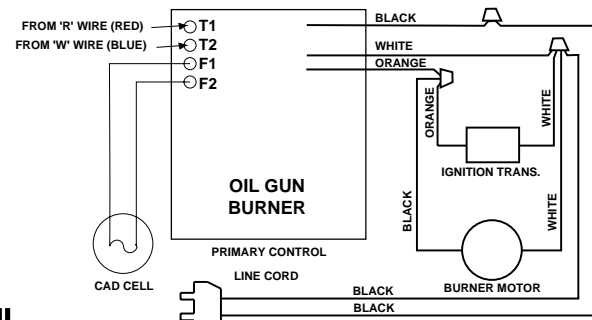 FROM 'R' WIRE (RED)
T1
FROM 'W' WIRE (BLUE)
T2
F1
F2
BLACK
WHITE
ORANGE
ORANGE
WHITE
IGNITION TRANS.
OIL GUN
BURNER
BLACK
WHITE
BURNER MOTOR
CAD CELL
PRIMARY CONTROL
LINE CORD
BLACK
BLACK